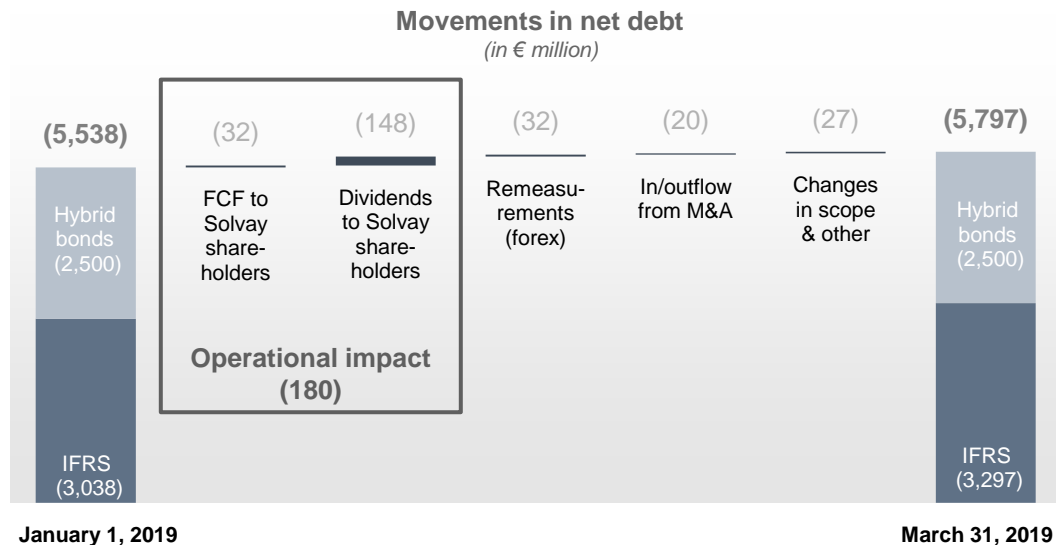 Movements in net debt
(in € million)
(5,538)
Hybrid
bonds
(2,500)
IFRS
(3,038)
January 1, 2019
(32)
FCF to
Solvay
share-
holders
(148)
Dividends
to Solvay
share-
holders
Operational impact
(180)
(32)
Remeasu-
rements
(forex)
(20)
In/outflow
from M&A
(27)
Changes
in scope
& other
(5,797)
Hybrid
bonds
(2,500)
IFRS
(3,297)
March 31, 2019